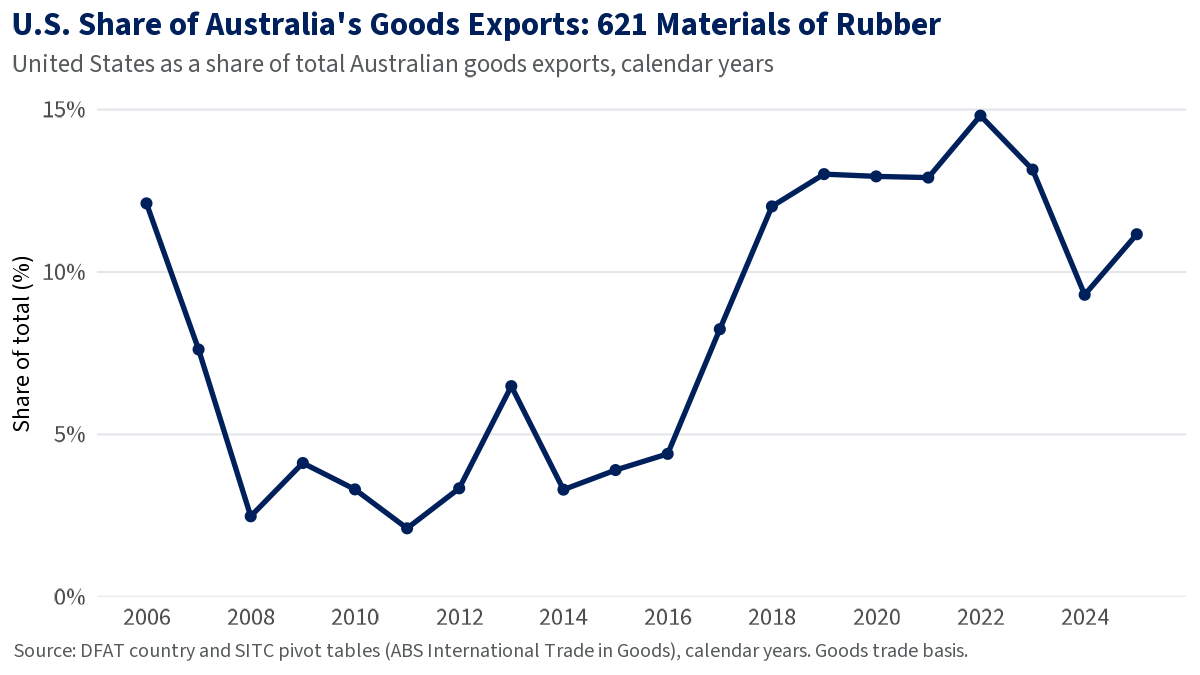 U.S. Share of Australia's Goods Exports: 621 Materials of Rubber
United States as a share of total Australian goods exports, calendar years
Share of total (%)
15%
10%
5%
0%
2006 2008 2010 2012 2014 2016 2018 2020 2022 2024
Source: DFAT country and SITC pivot tables (ABS International Trade in Goods), calendar years. Goods trade basis.